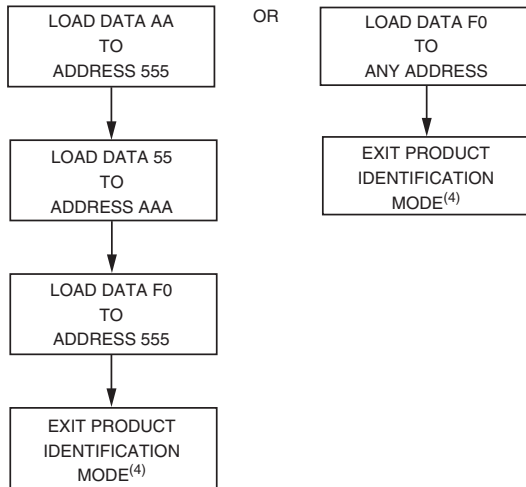 LOAD DATA AA
TO
ADDRESS 555
LOAD DATA 55
TO
ADDRESS AAA
LOAD DATA F0
TO
ADDRESS 555
EXIT PRODUCT
IDENTIFICATION
MODE(4)
OR
LOAD DATA F0
TO
ANY ADDRESS
EXIT PRODUCT
IDENTIFICATION
MODE(4)